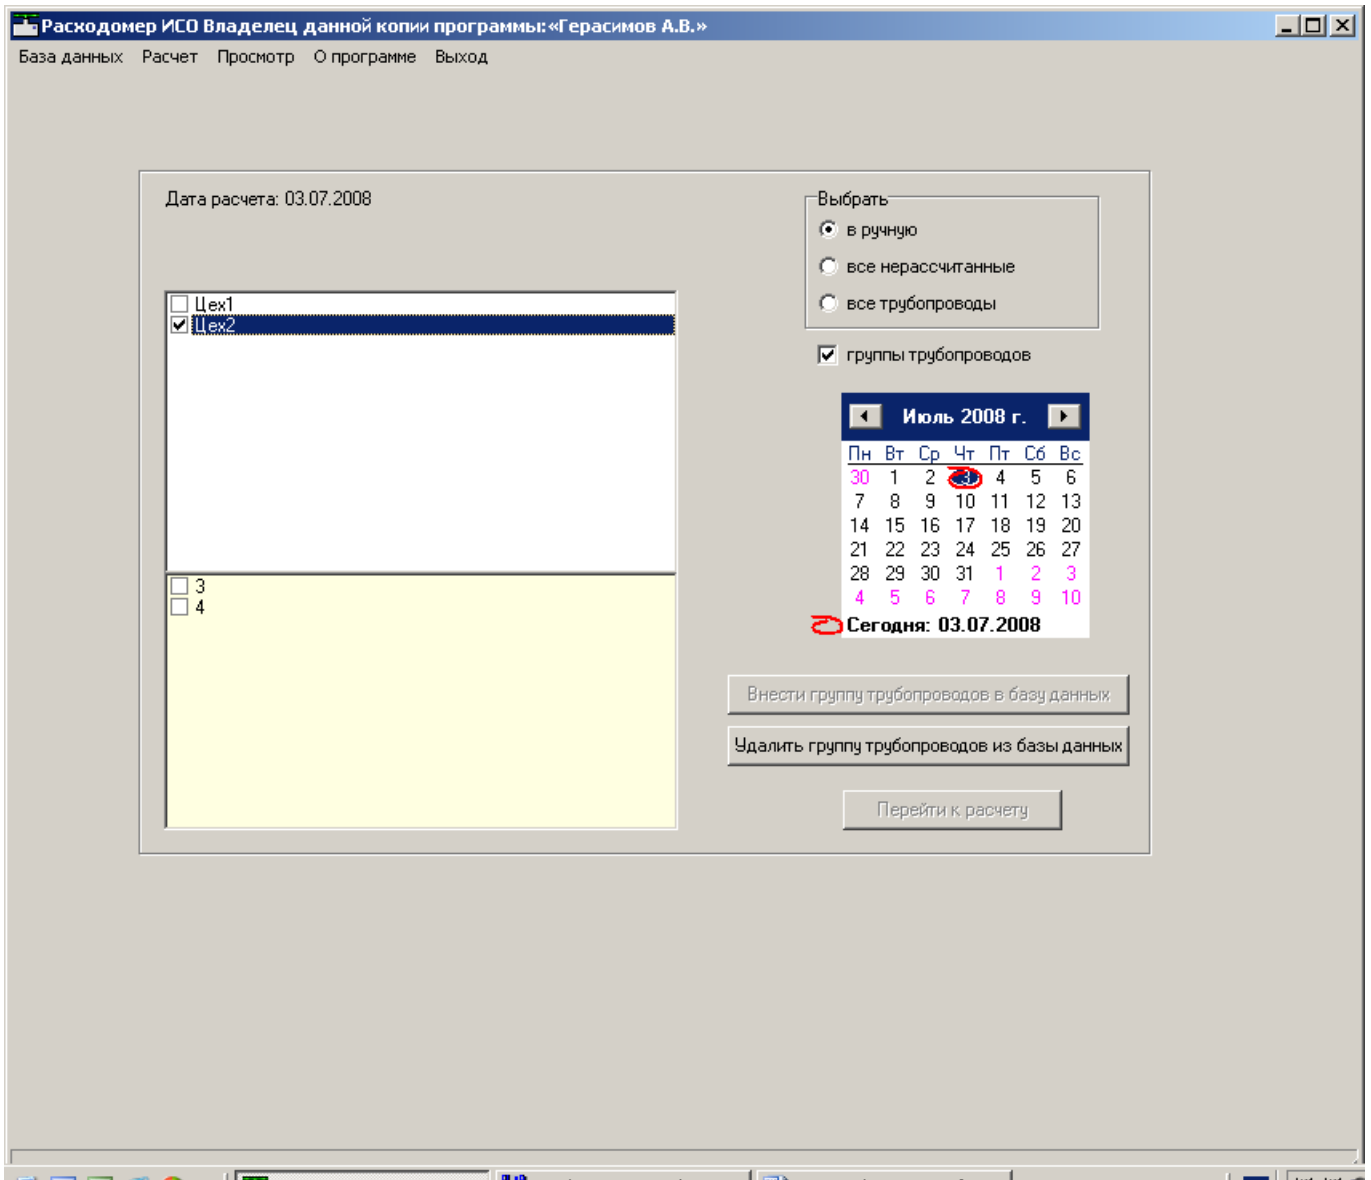 Расходомер ИСО Владелец данной копии программы:«Герасимов А.В.»
База данных Расчет Просмотр О программе Выход
Дата расчета: 03.07.2008
Выбрать
в ручную
все нерассчитанные
все трубопроводы
группы трубопроводов
Цех1
Цех2
3
4
Июль 2008 г.
Пн Вт Ср Чт Пт Сб Вс
30 1 2 3 4 5 6
7 8 9 10 11 12 13
14 15 16 17 18 19 20
21 22 23 24 25 26 27
28 29 30 31 1 2 3
4 5 6 7 8 9 10
Сегодня: 03.07.2008
Внести группу трубопроводов в базу данных
Удалить группу трубопроводов из базы данных
Перейти к расчету